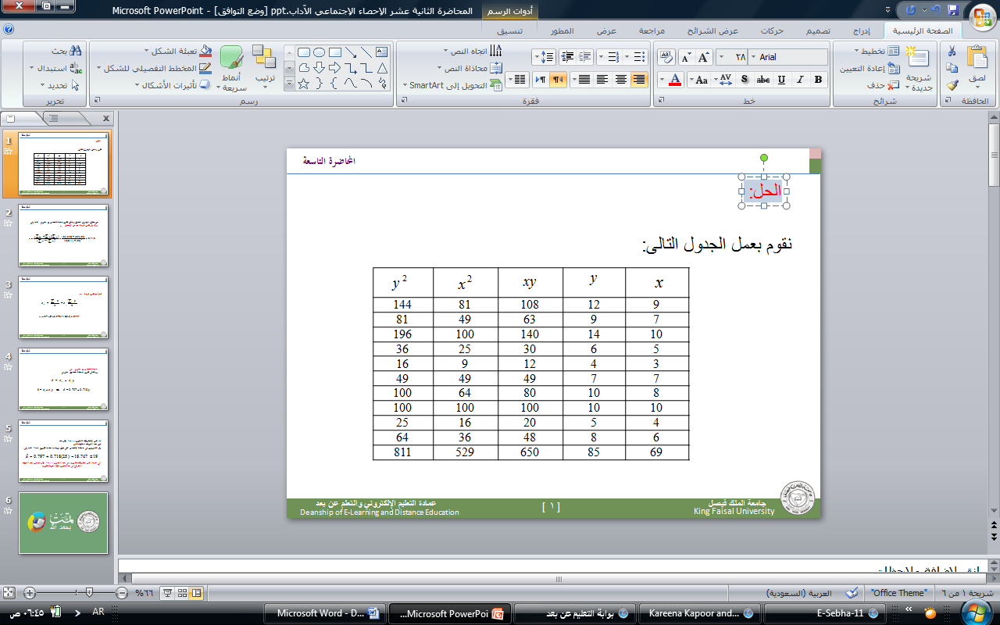 المحاضرة الثانية عشر الإحصاء الإجتماعي الآداب.ppt [وضع التوافق] - Microsoft PowerPoint
أدوات الرسم
الصفحة الرئيسية إدراج تصميم حركات عرض الشرائح مراجعة عرض المطور تنسيق
لصق
الحافظة
شريحة جديدة
تخطيط
إعادة التعيين
حذف
شرائح
Arial ٢٨
B I U abc S AV Aa A
خط
اتجاه النص
محاذاة النص
التحويل إلى SmartArt
فقرة
ترتيب
أنماط سريعة
تعبئة الشكل
المخطط التفصيلي للشكل
تأثيرات الأشكال
رسم
بحث
استبدال
تحديد
تحرير
1
2
3
4
5
6
المحاضرة التاسعة
الحل:
نقوم بعمل الجدول التالى:
y² x² xy y x
144 81 108 12 9
81 49 63 9 7
196 100 140 14 10
36 25 30 6 5
16 9 12 4 3
49 49 49 7 7
100 64 80 10 8
100 100 100 10 10
25 16 20 5 4
64 36 48 8 6
811 529 650 85 69
جامعة الملك فيصل
King Faisal University
[ ١ ]
عمادة التعليم الإلكتروني والتعلم عن بعد
Deanship of E-Learning and Distance Education
انقر لإضافة ملاحظات
شريحة ١ من ٦ "Office Theme" العربية (السعودية) ٦٦%
E-Sebha-11
Kareena Kapoor and...
بوابة التعليم عن بعد
Microsoft PowerPoi...
Microsoft Word - D...
AR
٠٦:٤٥ ص